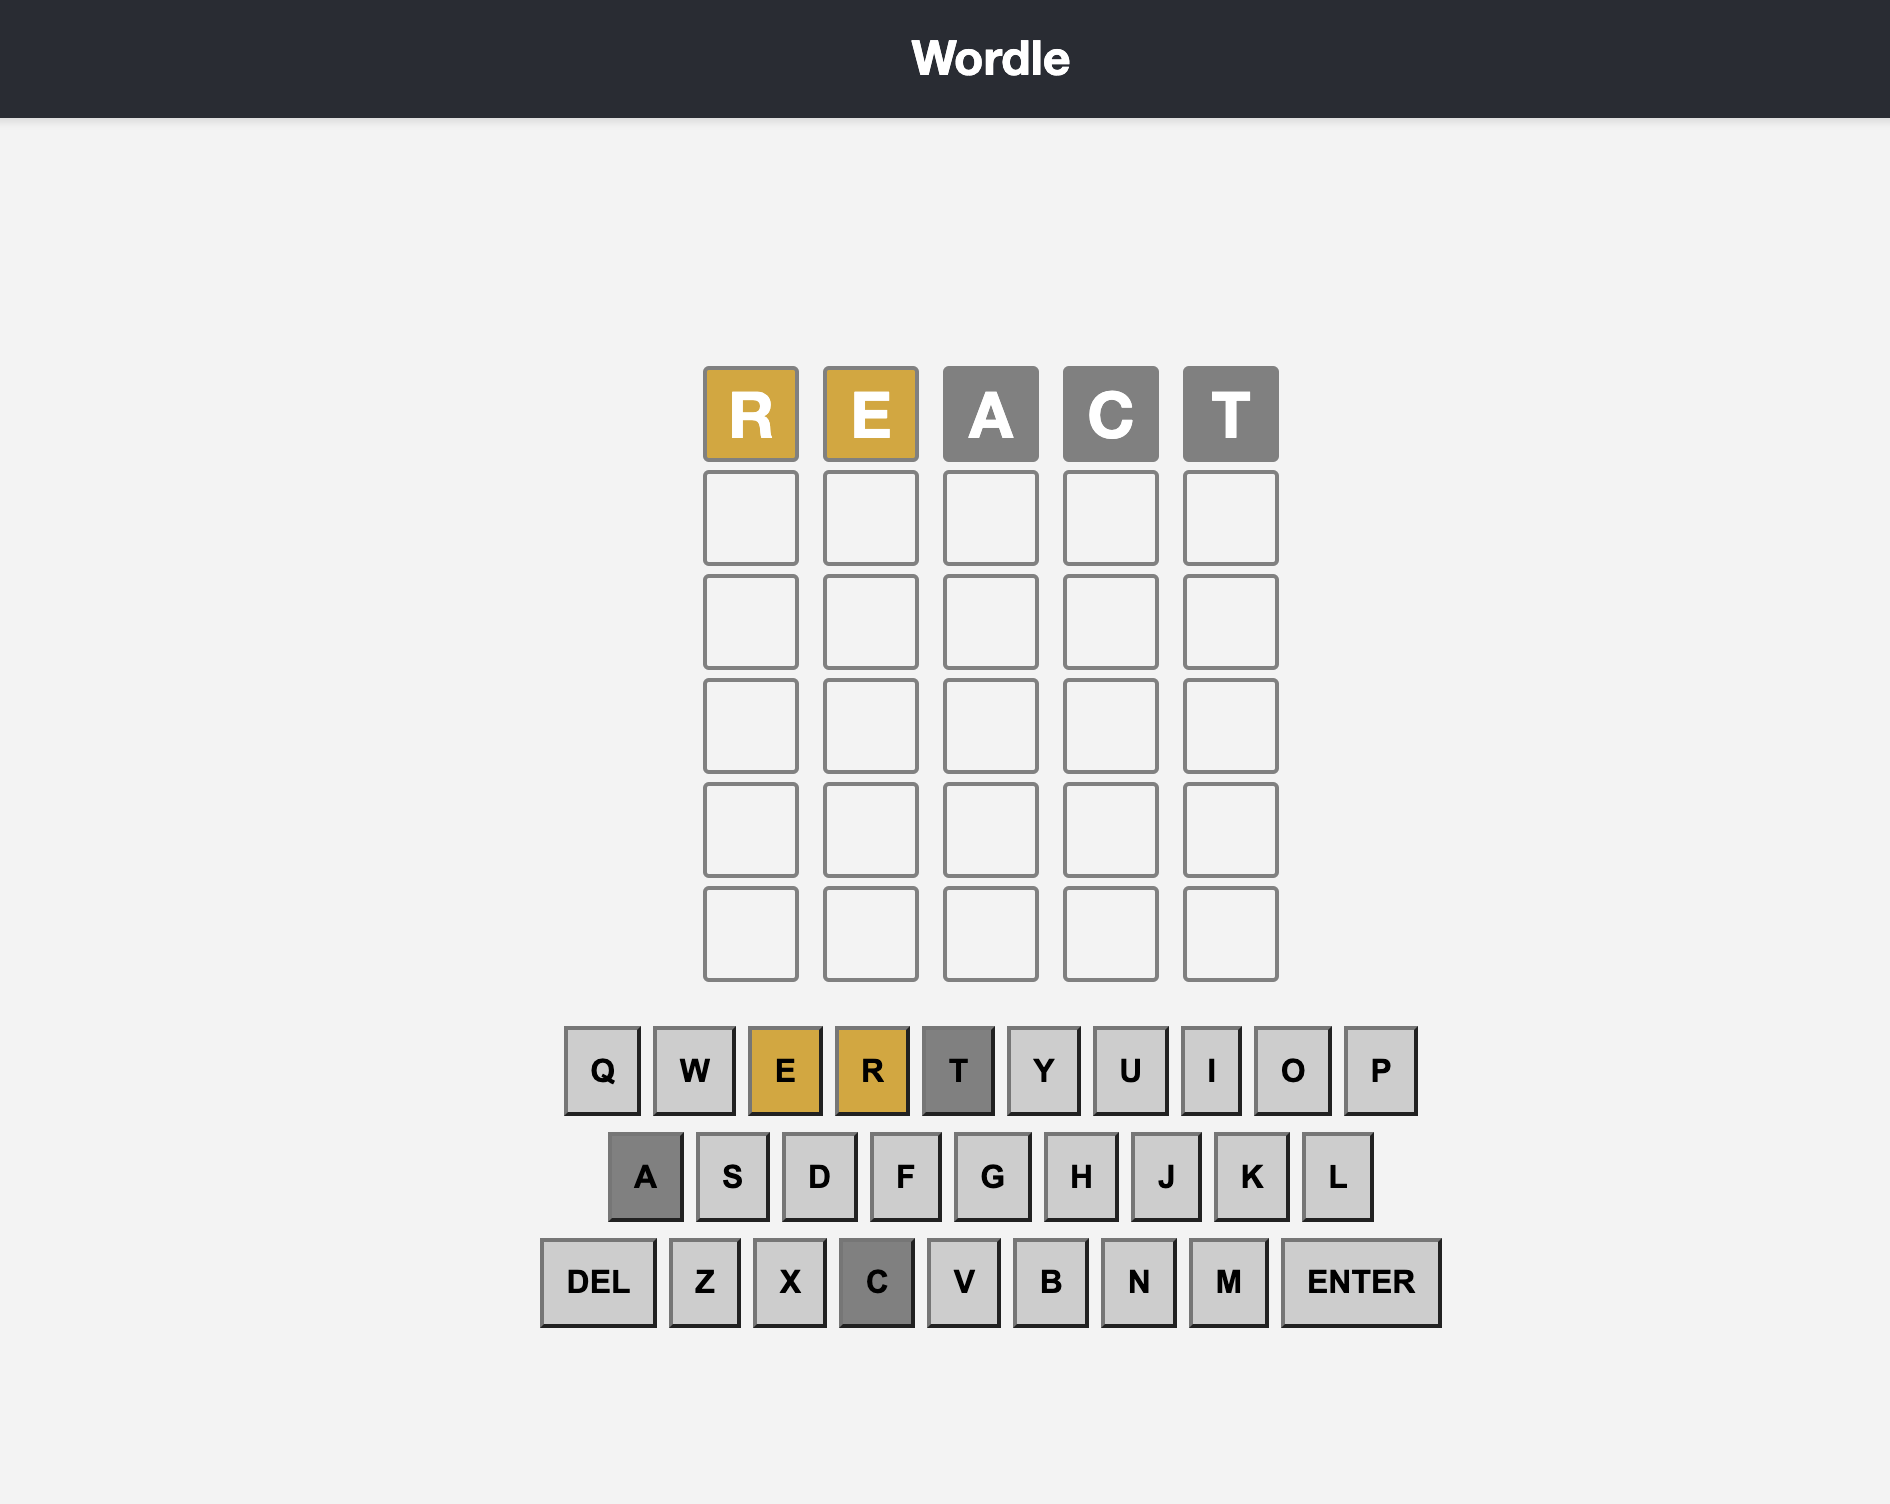 Wordle
R E A C T
Q W E R T Y U I O P
A S D F G H J K L
DEL Z X C V B N M ENTER